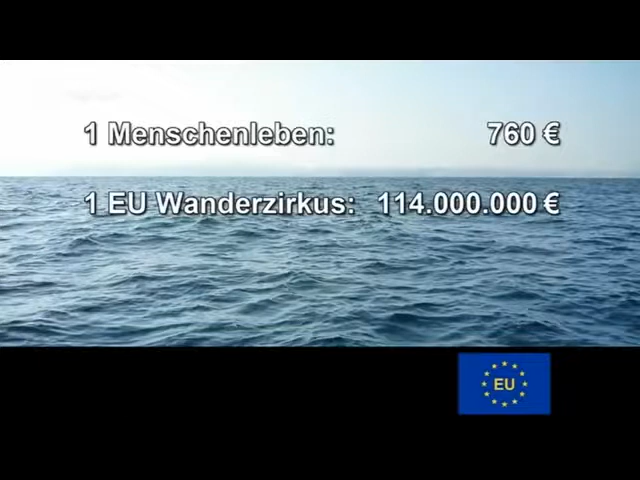 1 Menschenleben: 760 €
1 EU Wanderzirkus: 114.000.000 €
EU